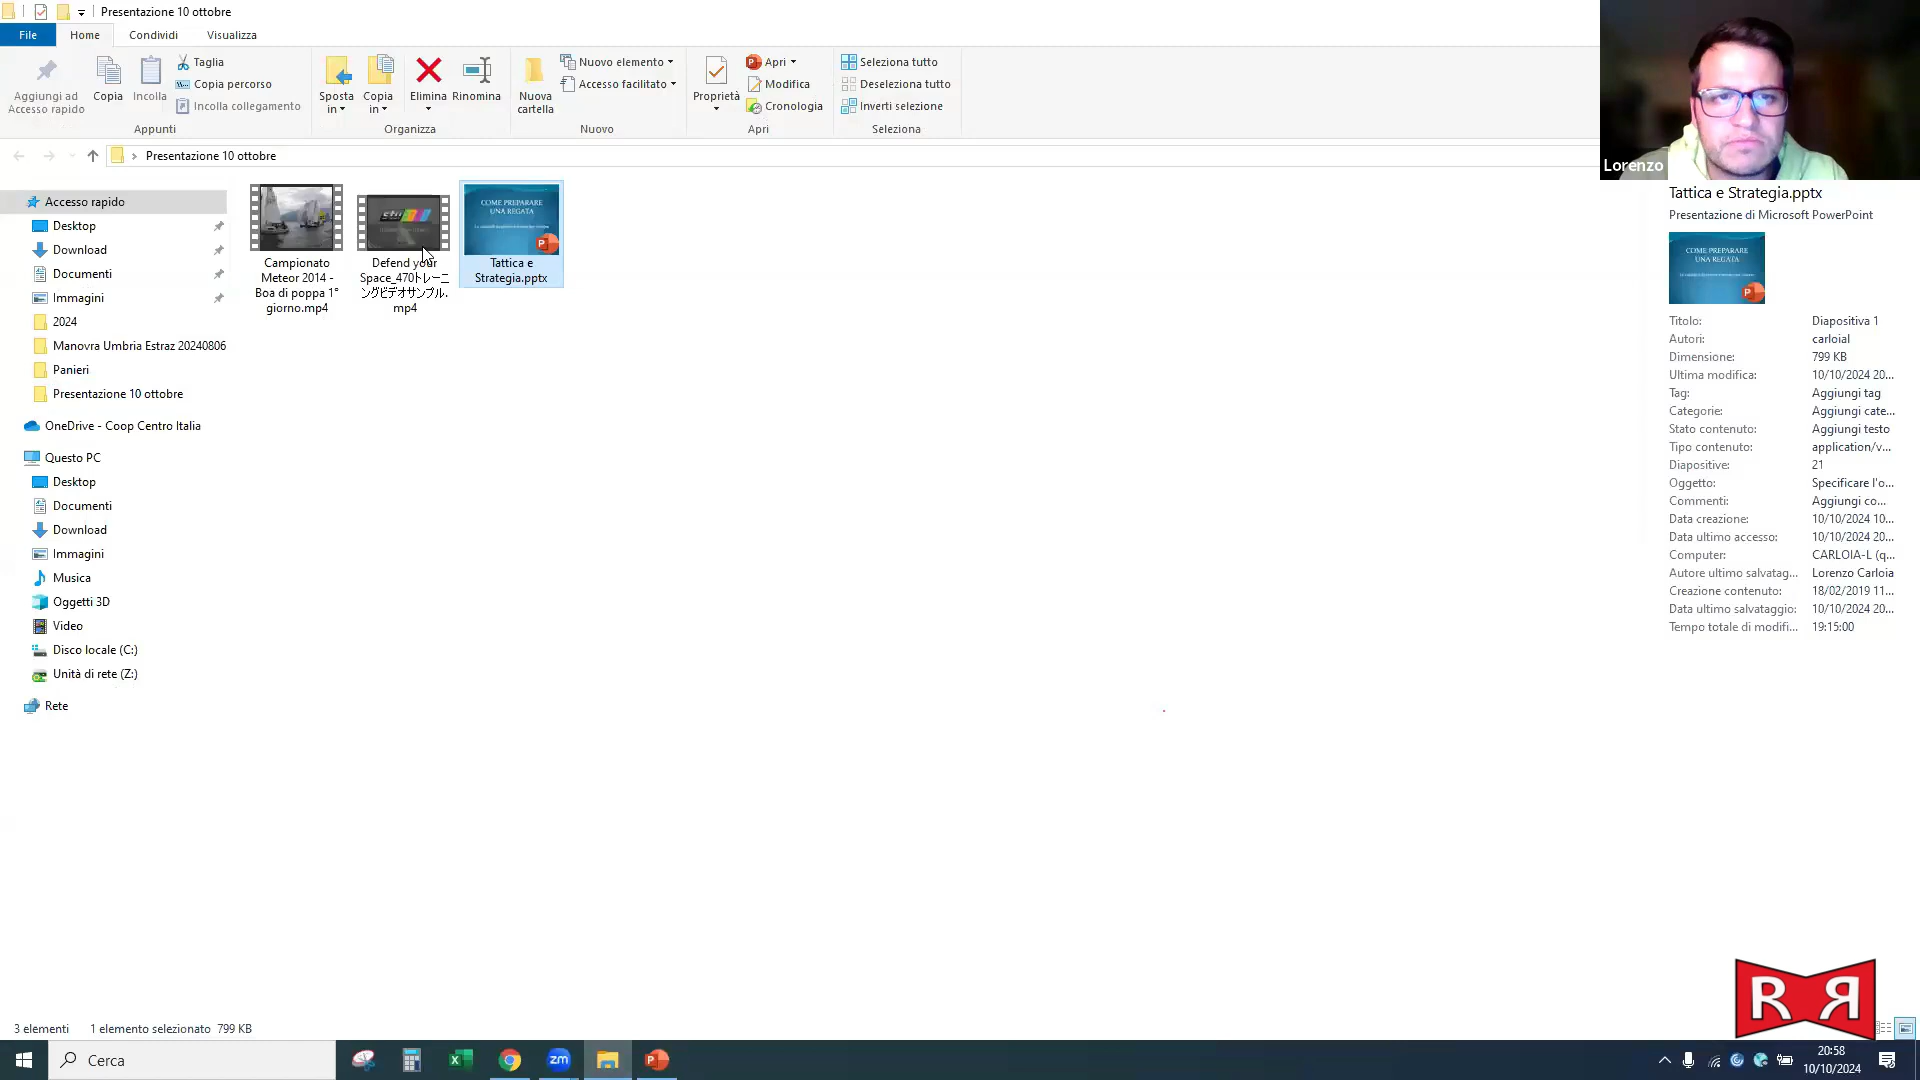 Presentazione 10 ottobre
File Home Condividi Visualizza
Aggiungi ad
Accesso rapido
Copia
Incolla
Taglia
Copia percorso
Incolla collegamento
Appunti
Sposta
in
Copia
in
Elimina
Rinomina
Organizza
Nuova
cartella
Nuovo elemento
Accesso facilitato
Nuovo
Proprietà
Apri
Modifica
Cronologia
Apri
Seleziona tutto
Deseleziona tutto
Inverti selezione
Seleziona
Lorenzo
Presentazione 10 ottobre
Accesso rapido
Desktop
Download
Documenti
Immagini
2024
Manovra Umbria Estraz 20240806
Panieri
Presentazione 10 ottobre
OneDrive - Coop Centro Italia
Questo PC
Desktop
Documenti
Download
Immagini
Musica
Oggetti 3D
Video
Disco locale (C:)
Unità di rete (Z:)
Rete
Campionato
Meteor 2014 -
Boa di poppa 1°
giorno.mp4
Defend your
Space_470トレーニ
ングビデオサンプル.
mp4
COME PREPARARE
UNA REGATA
P
Tattica e
Strategia.pptx
Tattica e Strategia.pptx
Presentazione di Microsoft PowerPoint
COME PREPARARE
UNA REGATA
P
Titolo: Diapositiva 1
Autori: carloial
Dimensione: 799 KB
Ultima modifica: 10/10/2024 20...
Tag: Aggiungi tag
Categorie: Aggiungi cate...
Stato contenuto: Aggiungi testo
Tipo contenuto: application/v...
Diapositive: 21
Oggetto: Specificare l'o...
Commenti: Aggiungi co...
Data creazione: 10/10/2024 10...
Data ultimo accesso: 10/10/2024 20...
Computer: CARLOIA-L (q...
Autore ultimo salvatag... Lorenzo Carloia
Creazione contenuto: 18/02/2019 11...
Data ultimo salvataggio: 10/10/2024 20...
Tempo totale di modifi... 19:15:00
R R
3 elementi 1 elemento selezionato 799 KB
Cerca
zm
20:58
10/10/2024